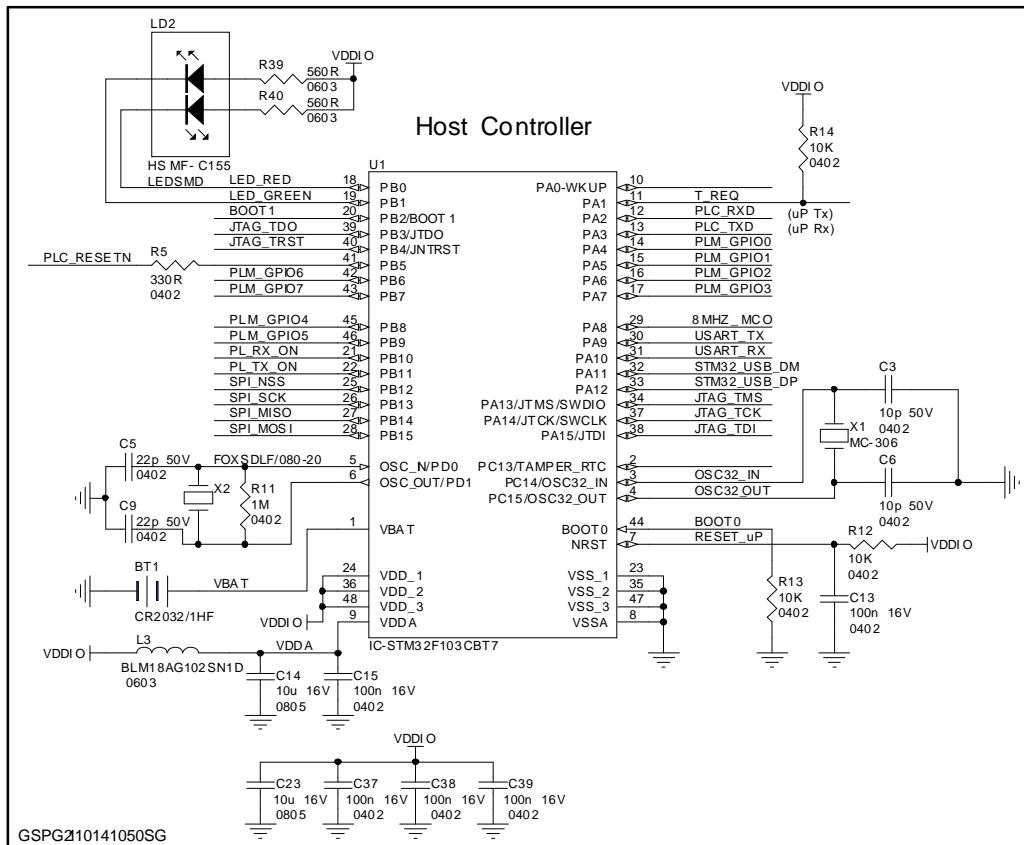 LD2
HSMF-C155
LEDSMD
R39
560R
0603
R40
560R
0603
VDDIO
Host Controller
VDDIO
R14
10K
0402
U1
LED_RED 18 PB0
LED_GREEN 19 PB1
BOOT1 20 PB2/BOOT1
JTAG_TDO 39 PB3/JTDO
JTAG_TRST 40 PB4/JNTRST
PLC_RESETN R5 330R 0402 41 PB5
PLM_GPIO6 42 PB6
PLM_GPIO7 43 PB7
PLM_GPIO4 45 PB8
PLM_GPIO5 46 PB9
PL_RX_ON 21 PB10
PL_TX_ON 22 PB11
SPI_NSS 25 PB12
SPI_SCK 26 PB13
SPI_MISO 27 PB14
SPI_MOSI 28 PB15
FOXSDLF/080-20 5 OSC_N/PD0
6 OSC_OUT/PD1
1 VBAT
24 VDD_1
36 VDD_2
48 VDD_3
9 VDDA
PA0-WKUP 10
PA1 11 T_REQ
PA2 12 PLC_RXD (uP Tx)
PA3 13 PLC_TXD (uP Rx)
PA4 14 PLM_GPIO0
PA5 15 PLM_GPIO1
PA6 16 PLM_GPIO2
PA7 17 PLM_GPIO3
PA8 29 8MHZ_MCO
PA9 30 USART_TX
PA10 31 USART_RX
PA11 32 STM32_USB_DM
PA12 33 STM32_USB_DP
PA13/JTMS/SWDIO 34 JTAG_TMS
PA14/JTCK/SWCLK 37 JTAG_TCK
PA15/JTDI 38 JTAG_TDI
PC13/TAMPER_RTC 2
PC14/OSC32_IN 3 OSC32_IN
PC15/OSC32_OUT 4 OSC32_OUT
BOOT0 44 BOOT0
NRST 7 RESET_uP
VSS_1 23
VSS_2 35
VSS_3 47
VSSA 8
IC-STM32F103CBT7
C3
10p 50V
0402
X1
MC-306
C6
10p 50V
0402
C5
22p 50V
0402
X2
R11
1M
0402
C9
22p 50V
0402
BT1
VBAT
CR2032/1HF
VDDIO
R12
10K
0402
VDDIO
R13
10K
0402
C13
100n 16V
0402
VDDIO
L3
BLM18AG102SN1D
0603
VDDA
C14
10u 16V
0805
C15
100n 16V
0402
VDDIO
C23
10u 16V
0805
C37
100n 16V
0402
C38
100n 16V
0402
C39
100n 16V
0402